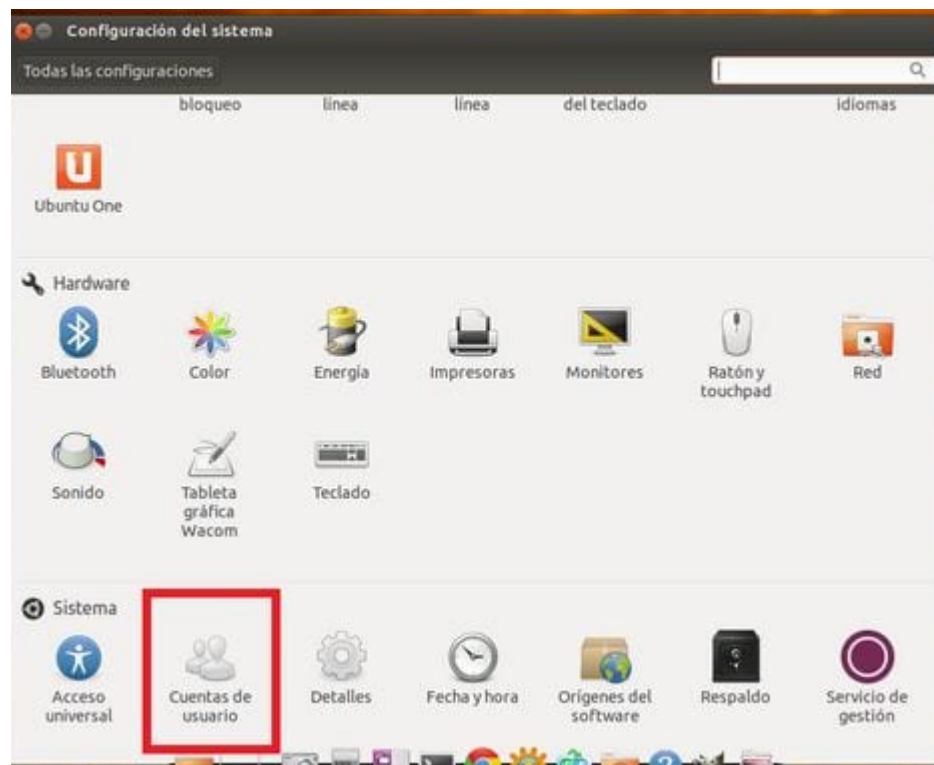 Configuración del sistema
Todas las configuraciones
bloqueo línea línea del teclado idiomas
Ubuntu One
Hardware
Bluetooth Color Energía Impresoras Monitores Ratón y Red
touchpad
Sonido Tableta Teclado
gráfica
Wacom
Sistema
Acceso Cuentas de Detalles Fecha y hora Orígenes del Respaldo Servicio de
universal usuario software gestión